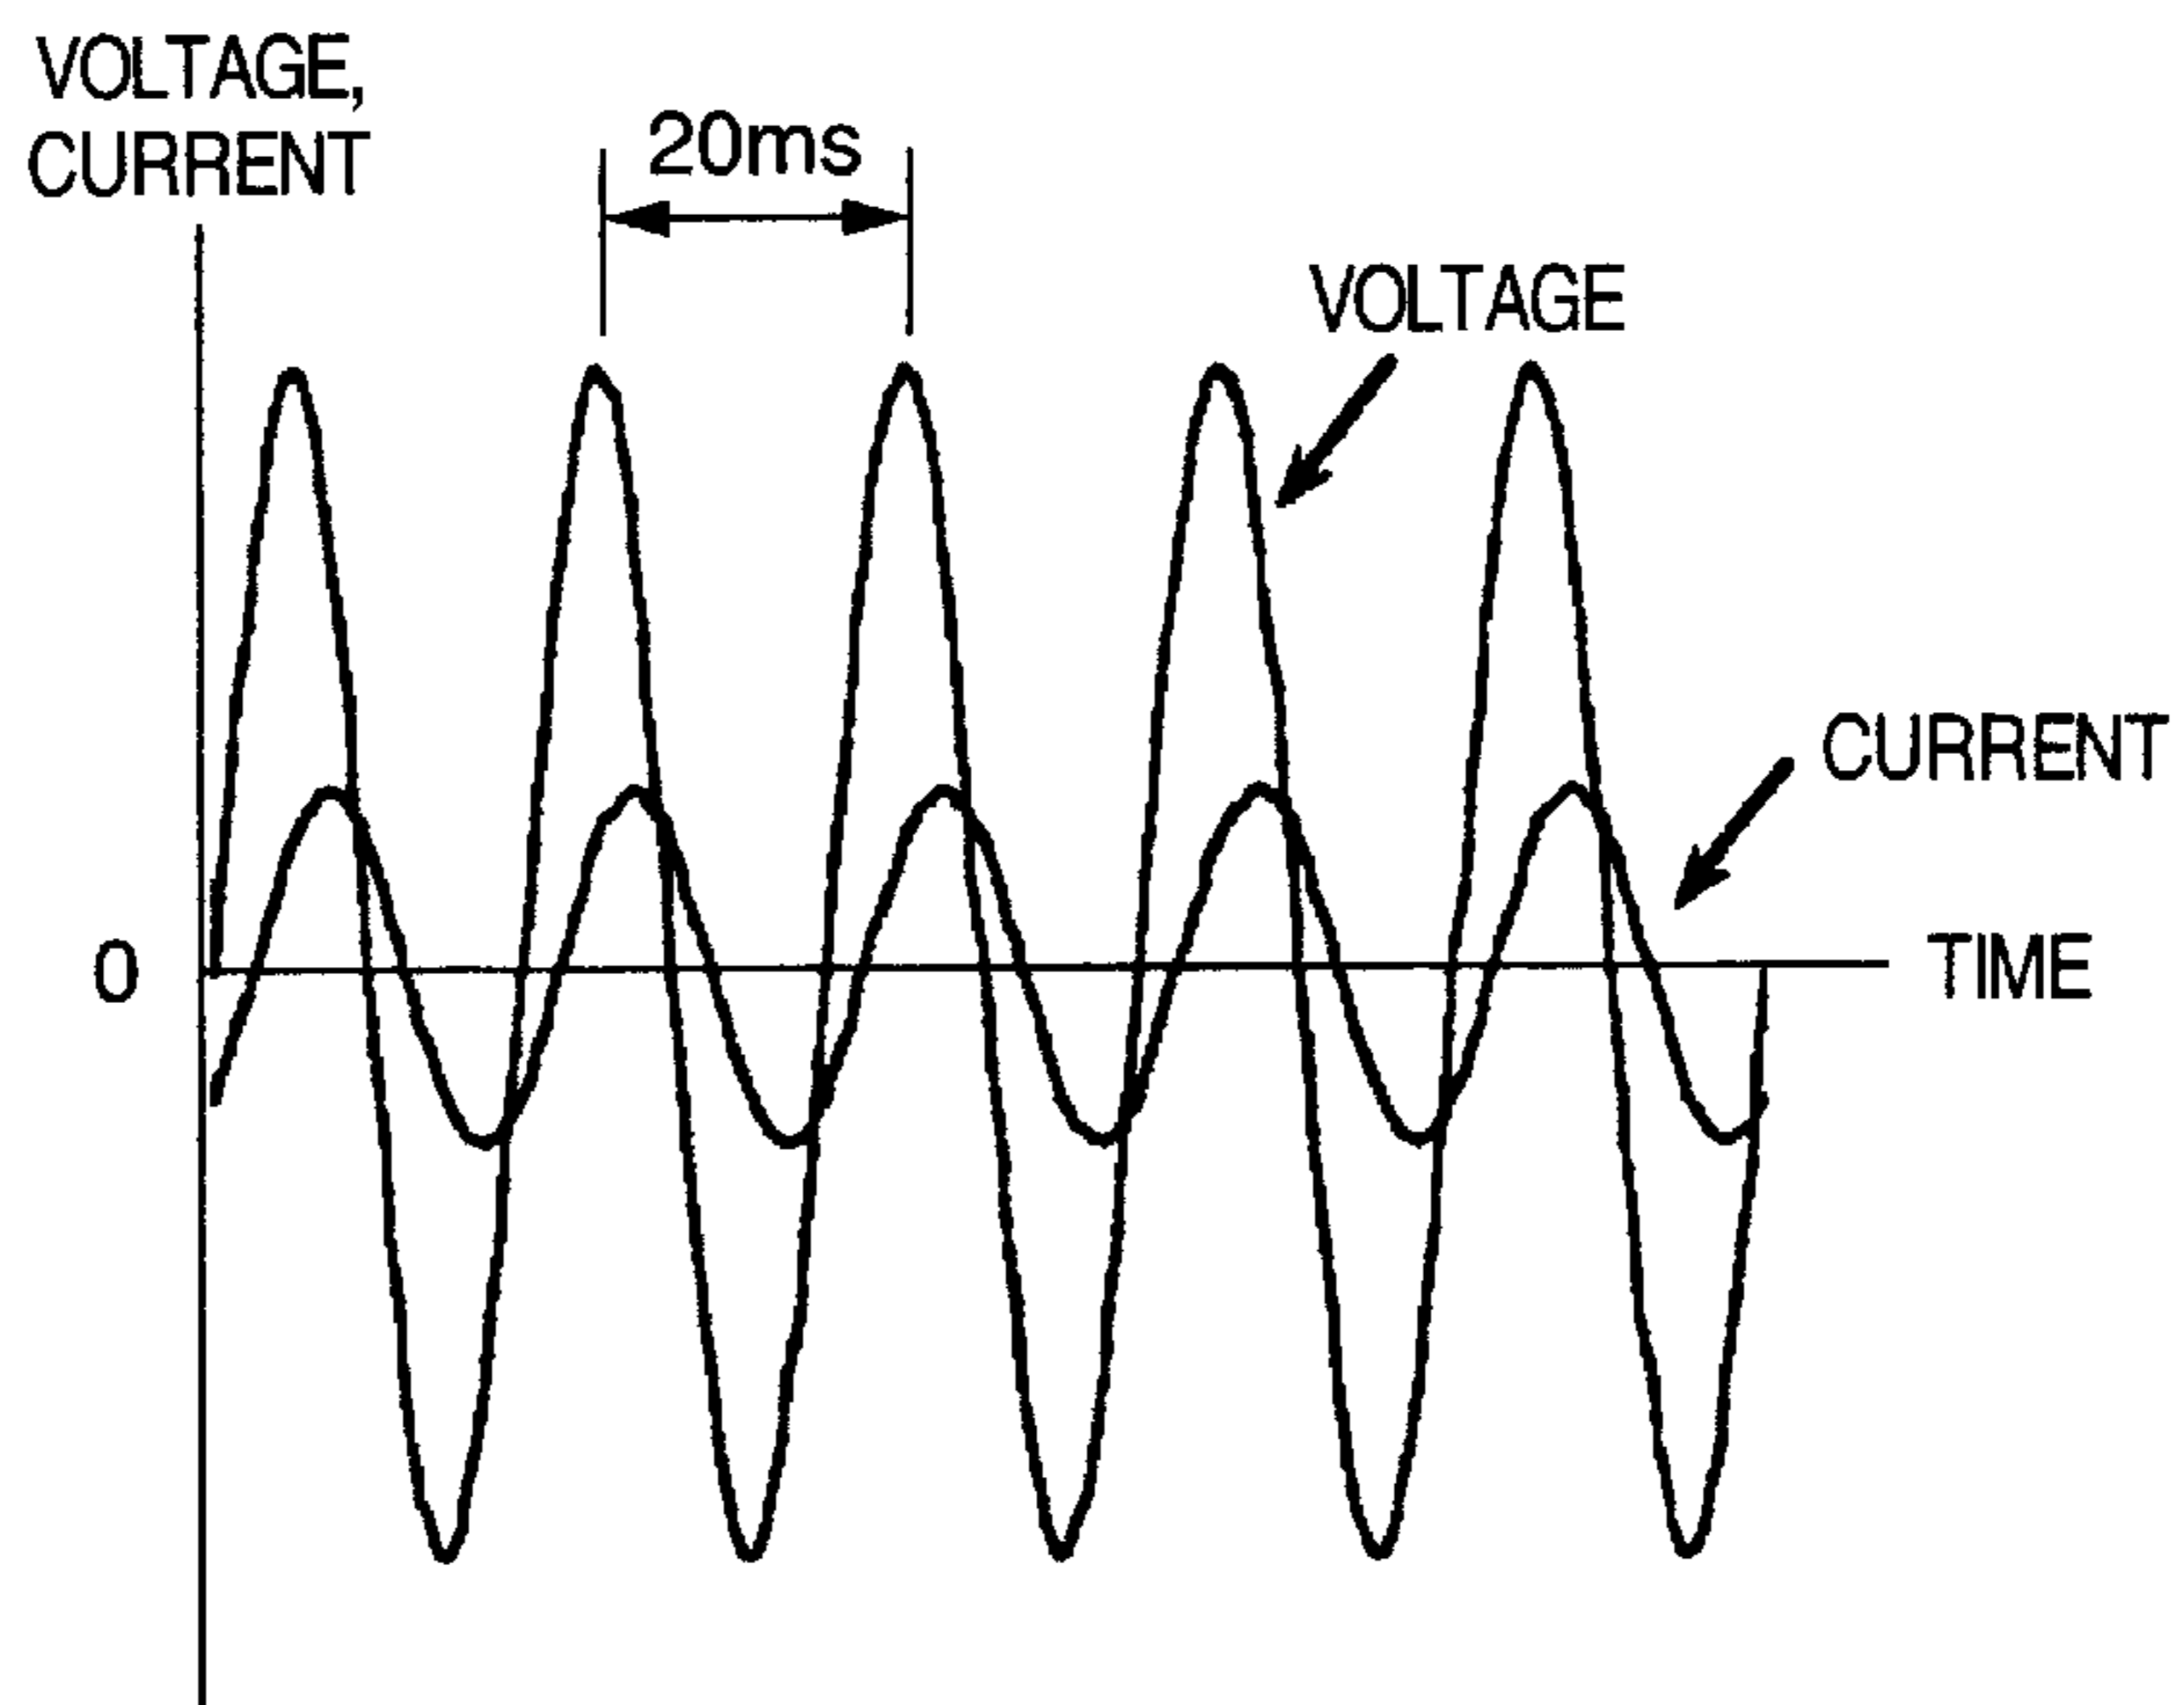 VOLTAGE,
CURRENT
20ms
VOLTAGE
CURRENT
TIME
0